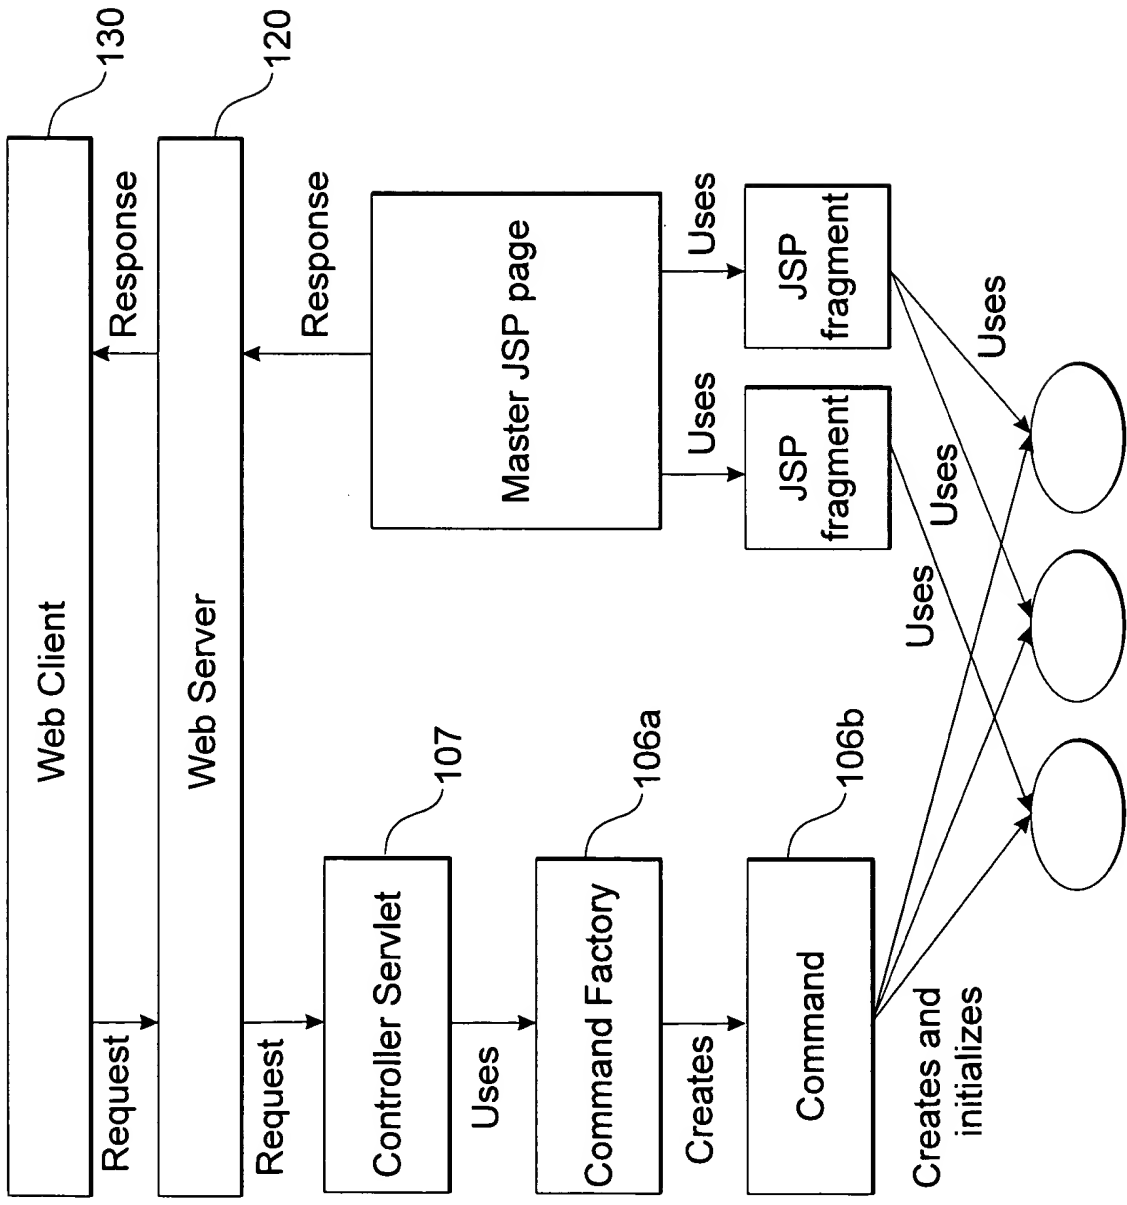 Web Client
130
Request
Response
Web Server
120
Request
Response
Controller Servlet
107
Uses
Command Factory
106a
Creates
Command
106b
Creates and
initializes
Master JSP page
Uses
Uses
JSP
fragment
JSP
fragment
Uses
Uses
Uses